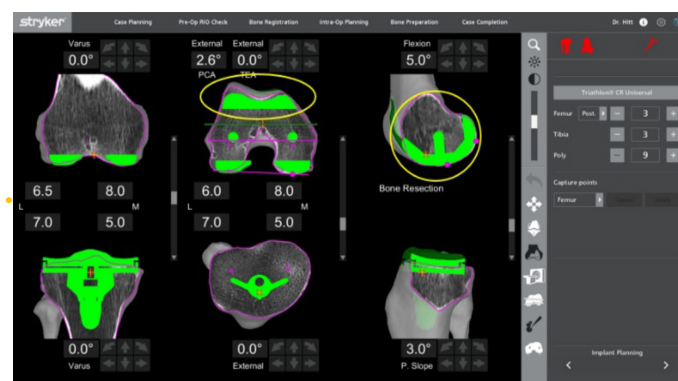 stryker
Case Planning Pre-Op RIO Check Bone Registration Intra-Op Planning Bone Preparation Case Completion Dr. Hitt
Varus
0.0°
External External
2.6° 0.0°
PCA TEA
Flexion
5.0°
Triathlon® CR Universal
Femur Post. 3
Tibia 3
Poly 9
Capture points
Femur
Bone Resection
6.5 8.0
L M
7.0 5.0
6.0 8.0
L M
7.0 5.0
0.0°
Varus
0.0°
External
3.0°
P. Slope
Implant Planning